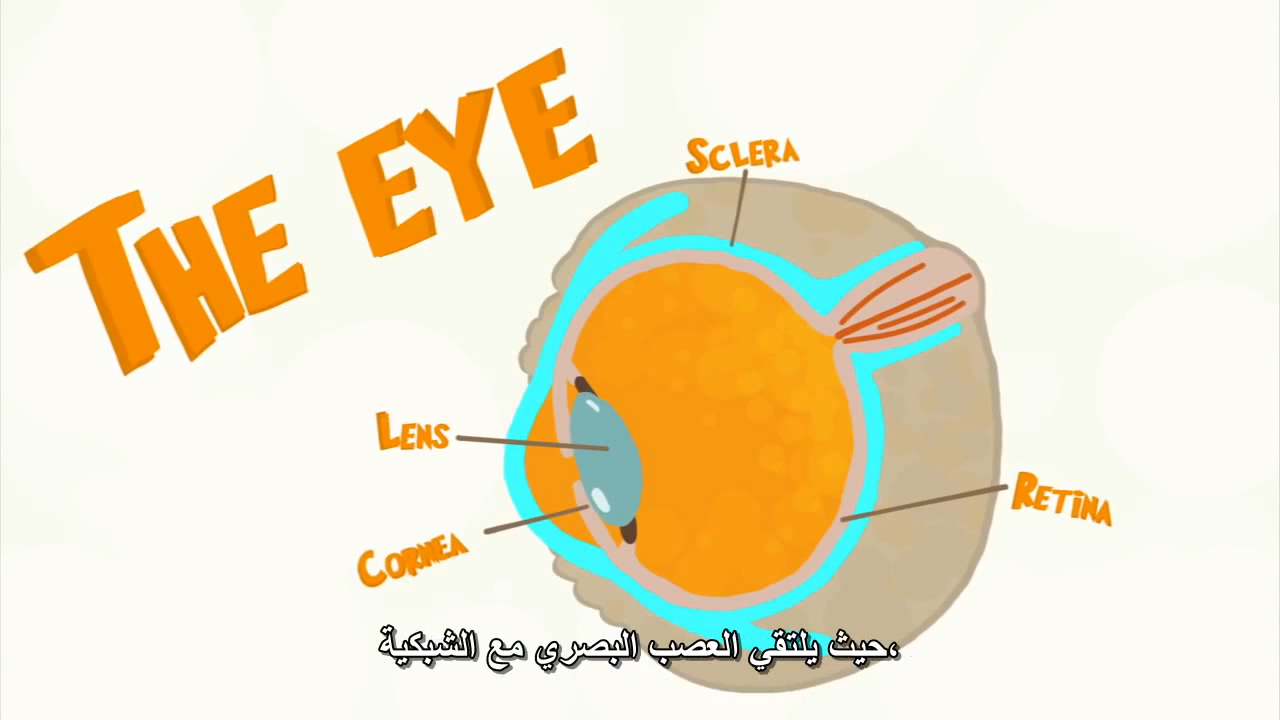 THE EYE
SCLERA
LENS
RETINA
CORNEA
حيث يلتقي العصب البصري مع الشبكية،